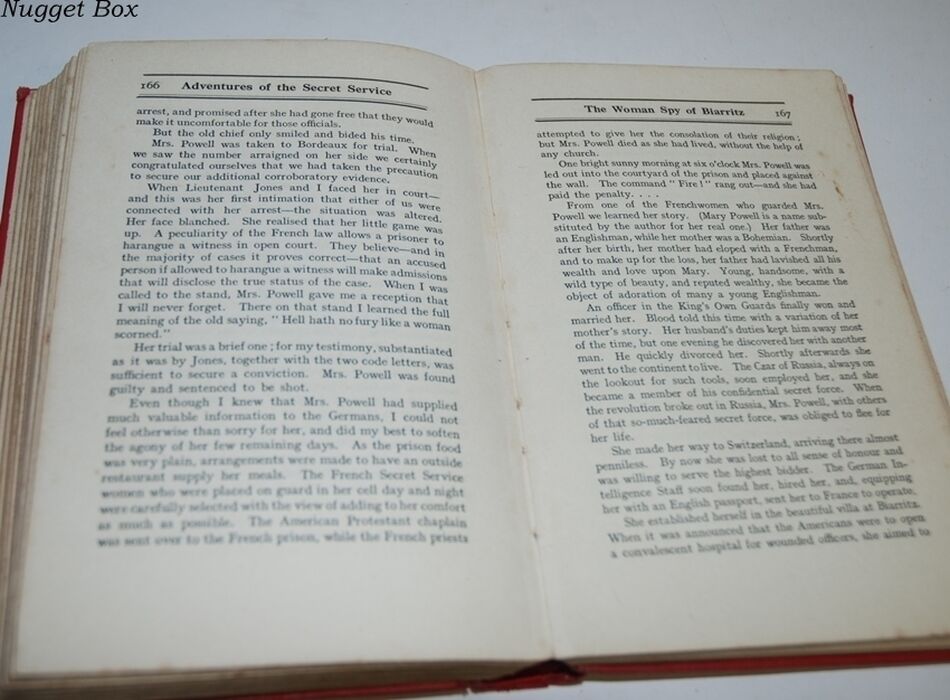 Nugget Box
166 Adventures of the Secret Service
arrest, and promised after she had gone free that they would
make it uncomfortable for those officials.
But the old chief only smiled and bided his time.
Mrs. Powell was taken to Bordeaux for trial. When
we saw the number arraigned on her side we certainly
congratulated ourselves that we had taken the precaution
to secure our additional corroboratory evidence.
When Lieutenant Jones and I faced her in court—
and this was her first intimation that either of us were
connected with her arrest—the situation was altered.
Her face blanched. She realised that her little game was
up. A peculiarity of the French law allows a prisoner to
harangue a witness in open court. They believe—and in
the majority of cases it proves correct—that an accused
person if allowed to harangue a witness will make admissions
that will disclose the true status of the case. When I was
called to the stand, Mrs. Powell gave me a reception that
I will never forget. There on that stand I learned the full
meaning of the old saying, "Hell hath no fury like a woman
scorned."
Her trial was a brief one; for my testimony, substantiated
as it was by Jones, together with the two code letters, was
sufficient to secure a conviction. Mrs. Powell was found
guilty and sentenced to be shot.
Even though I knew that Mrs. Powell had supplied
much valuable information to the Germans, I could not
feel otherwise than sorry for her, and did my best to soften
the agony of her few remaining days. As the prison food
was very plain, arrangements were made to have an outside
restaurant supply her meals. The French Secret Service
women who were placed on guard in her cell day and night
were carefully selected with the view of adding to her comfort
as much as possible. The American Protestant chaplain
was sent over to the French prison, while the French priests
The Woman Spy of Biarritz 167
attempted to give her the consolation of their religion;
but Mrs. Powell died as she had lived, without the help of
any church.
One bright sunny morning at six o'clock Mrs. Powell was
led out into the courtyard of the prison and placed against
the wall. The command "Fire!" rang out—and she had
paid the penalty. . . .
From one of the Frenchwomen who guarded Mrs.
Powell we learned her story. (Mary Powell is a name sub-
stituted by the author for her real one.) Her father was
an Englishman, while her mother was a Bohemian. Shortly
after her birth, her mother had eloped with a Frenchman,
and to make up for the loss, her father had lavished all his
wealth and love upon Mary. Young, handsome, with a
wild type of beauty, and reputed wealthy, she became the
object of adoration of many a young Englishman.
An officer in the King's Own Guards finally won and
married her. Blood told this time with a variation of her
mother's story. Her husband's duties kept him away most
of the time, but one evening he discovered her with another
man. He quickly divorced her. Shortly afterwards she
went to the continent to live. The Czar of Russia, always on
the lookout for such tools, soon employed her, and she
became a member of his confidential secret force. When
the revolution broke out in Russia, Mrs. Powell, with others
of that so-much-feared secret force, was obliged to flee for
her life.
She made her way to Switzerland, arriving there almost
penniless. By now she was lost to all sense of honour and
was willing to serve the highest bidder. The German In-
telligence Staff soon found her, hired her, and, equipping
her with an English passport, sent her to France to operate.
She established herself in the beautiful villa at Biarritz.
When it was announced that the Americans were to open
a convalescent hospital for wounded officers, she aimed to